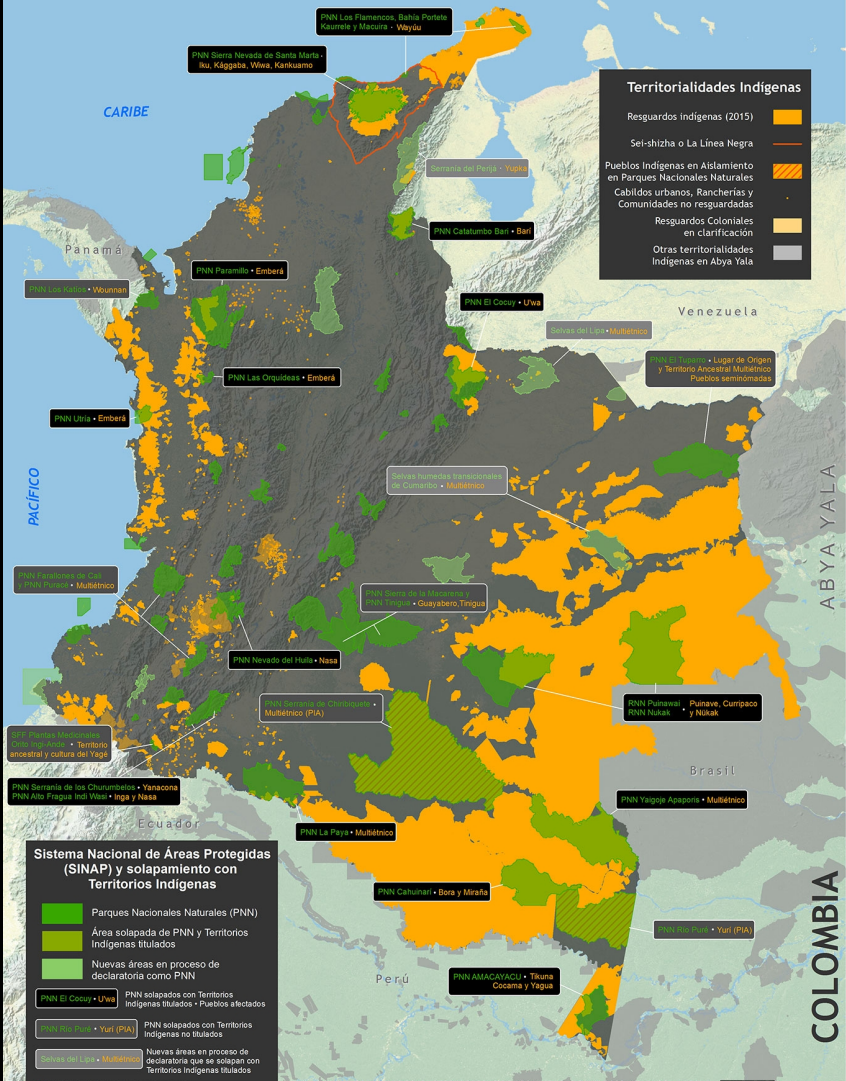 PNN Los Flamencos, Bahía Portete
Kaurrele y Macuira • Wayúu
PNN Sierra Nevada de Santa Marta •
Iku, Kággaba, Wiwa, Kankuamo
CARIBE
Territorialidades Indígenas
Resguardos indígenas (2015)
Sei-shizha o La Línea Negra
Pueblos Indígenas en Aislamiento
en Parques Nacionales Naturales
Cabildos urbanos, Rancherías y
Comunidades no resguardadas
Resguardos Coloniales
en clarificación
Otras territorialidades
Indígenas en Abya Yala
Serranía del Perijá • Yupka
PNN Catatumbo Barí • Barí
Panamá
PNN Paramillo • Emberá
PNN Los Katíos • Wounnan
PNN El Cocuy • U'wa
Venezuela
Selvas del Lipa • Multiétnico
PNN El Tuparro • Lugar de Origen
y Territorio Ancestral Multiétnico
Pueblos seminómadas
PNN Las Orquídeas • Emberá
PNN Utría • Emberá
PACÍFICO
Selvas humedas transicionales
de Cumaribo • Multiétnico
ABYA YALA
PNN Farallones de Cali
y PNN Puracé • Multiétnico
PNN Sierra de la Macarena y
PNN Tinigua • Guayabero,Tinigua
PNN Nevado del Huila • Nasa
PNN Serranía de Chiribiquete •
Multiétnico (PIA)
RNN Puinawai • Puinave, Curripaco
RNN Nukak y Nükak
SFF Plantas Medicinales
Orito Ingi-Ande • Territorio
ancestral y cultura del Yagé
Brasil
PNN Serranía de los Churumbelos • Yanacona
PNN Alto Fragua Indi Wasi • Inga y Nasa
PNN Yaigoje Apaporis • Multiétnico
Ecuador
PNN La Paya • Multiétnico
Sistema Nacional de Áreas Protegidas
(SINAP) y solapamiento con
Territorios Indígenas
Parques Nacionales Naturales (PNN)
Área solapada de PNN y Territorios
Indígenas titulados
Nuevas áreas en proceso de
declaratoria como PNN
PNN El Cocuy • U'wa
PNN solapados con Territorios
Indígenas titulados • Pueblos afectados
PNN Río Puré • Yurí (PIA)
PNN solapados con Territorios
Indígenas no titulados
Selvas del Lipa • Multiétnico
Nuevas áreas en proceso de
declaratoria que se solapan con
Territorios Indígenas titulados
PNN Cahuinarí • Bora y Miraña
PNN Río Puré • Yurí (PIA)
Perú
PNN AMACAYACU • Tikuna
Cocama y Yagua
COLOMBIA